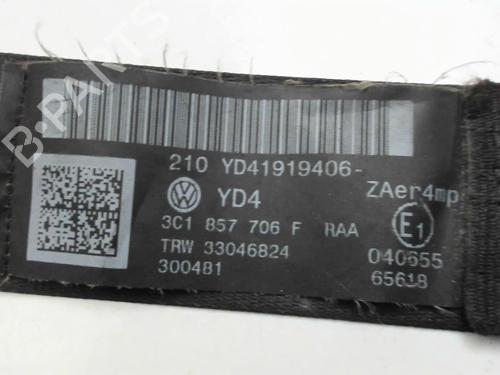 210 YD41919406-
YD4
ZAer4mp
3C1 857 706 F RAA
E1
TRW 33046824
040655
300481
65618
B-PARTS